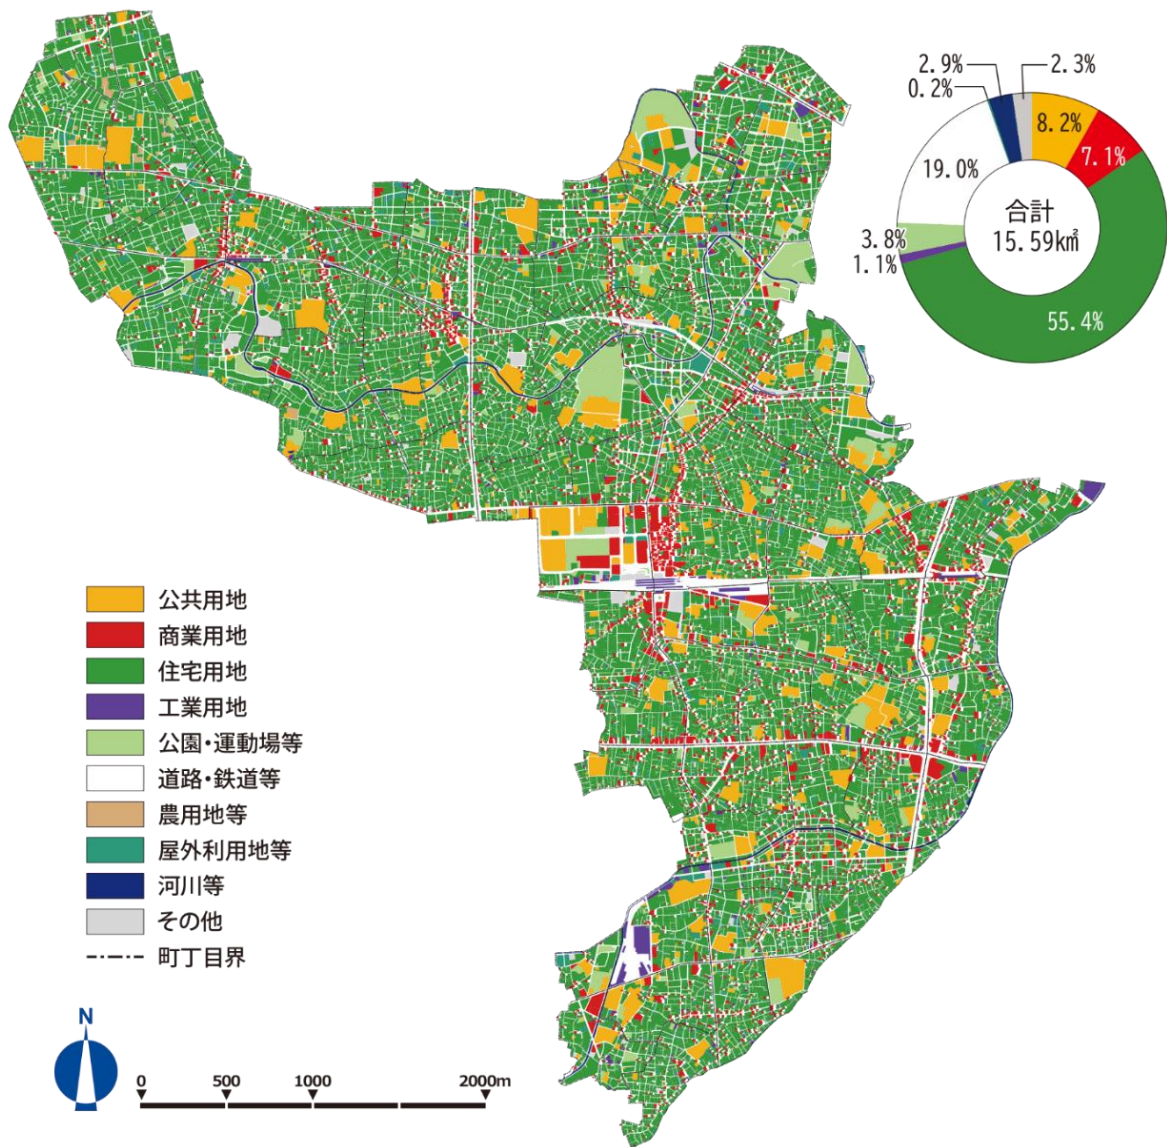 2.9%
2.3%
0.2%
8.2%
7.1%
19.0%
合計
15.59k㎡
3.8%
1.1%
55.4%
公共用地
商業用地
住宅用地
工業用地
公園・運動場等
道路・鉄道等
農用地等
屋外利用地等
河川等
その他
町丁目界
N
0 500 1000 2000m